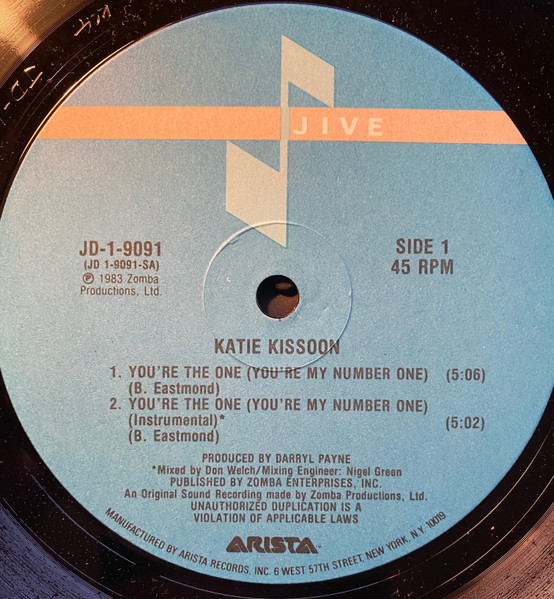 JIVE
JD-1-9091
(JD 1-9091-SA)
Ⓟ 1983 Zomba
Productions, Ltd.
SIDE 1
45 RPM
KATIE KISSOON
1. YOU'RE THE ONE (YOU'RE MY NUMBER ONE) (5:06)
(B. Eastmond)
2. YOU'RE THE ONE (YOU'RE MY NUMBER ONE)
(Instrumental)* (5:02)
(B. Eastmond)
PRODUCED BY DARRYL PAYNE
*Mixed by Don Welch/Mixing Engineer: Nigel Green
PUBLISHED BY ZOMBA ENTERPRISES, INC.
An Original Sound Recording made by Zomba Productions, Ltd.
UNAUTHORIZED DUPLICATION IS A
VIOLATION OF APPLICABLE LAWS
ARISTA™
MANUFACTURED BY ARISTA RECORDS, INC. 6 WEST 57TH STREET, NEW YORK, N.Y. 10019